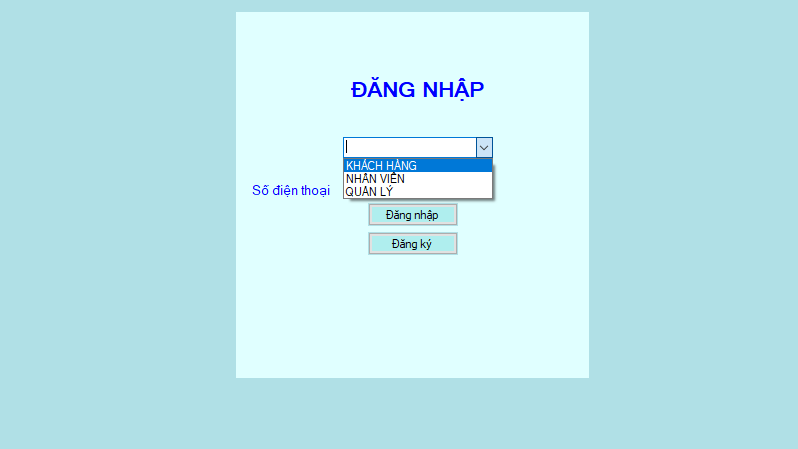 ĐĂNG NHẬP
KHÁCH HÀNG
NHÂN VIÊN
QUẢN LÝ
Số điện thoại
Đăng nhập
Đăng ký